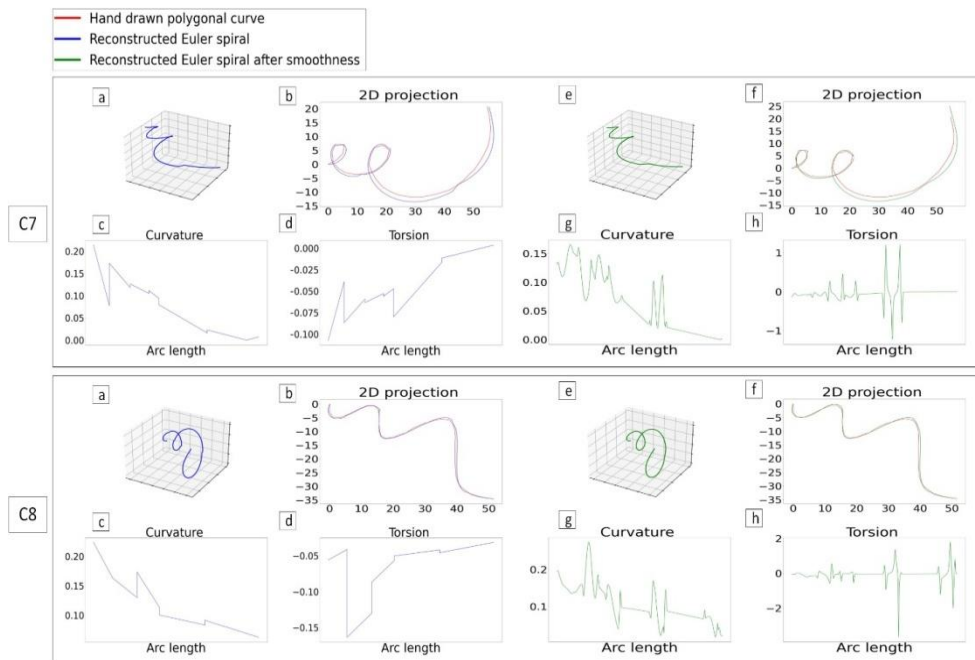 Hand drawn polygonal curve
Reconstructed Euler spiral
Reconstructed Euler spiral after smoothness
C7
a
b
2D projection
20
15
10
5
0
−5
−10
−15
0 10 20 30 40 50
e
f
2D projection
25
20
15
10
5
0
−5
−10
−15
0 10 20 30 40 50
c
Curvature
0.20
0.15
0.10
0.05
0.00
Arc length
d
Torsion
0.000
−0.025
−0.050
−0.075
−0.100
Arc length
g
Curvature
0.15
0.10
0.05
0.00
Arc length
h
Torsion
1
0
−1
Arc length
C8
a
b
2D projection
0
−5
−10
−15
−20
−25
−30
−35
0 10 20 30 40 50
e
f
2D projection
0
−5
−10
−15
−20
−25
−30
−35
0 10 20 30 40 50
c
Curvature
0.20
0.15
0.10
Arc length
d
Torsion
−0.05
−0.10
−0.15
Arc length
g
Curvature
0.2
0.1
Arc length
h
Torsion
2
0
−2
Arc length